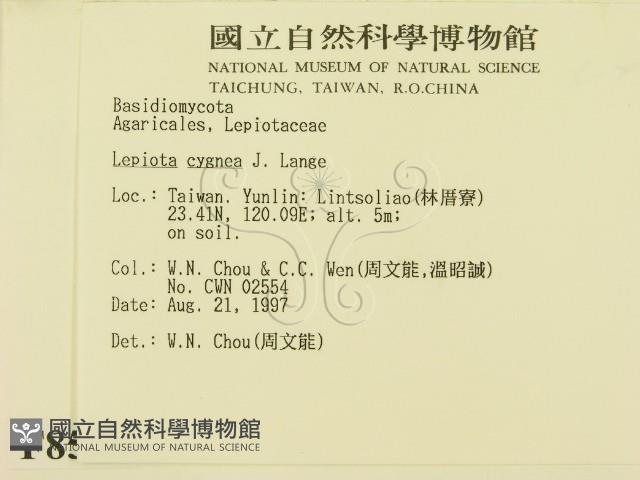 國立自然科學博物館
NATIONAL MUSEUM OF NATURAL SCIENCE
TAICHUNG, TAIWAN, R.O.CHINA
Basidiomycota
Agaricales, Lepiotaceae
Lepiota cygnea J. Lange
Loc.: Taiwan. Yunlin: Lintsoliao(林厝寮)
23.41N, 120.09E; alt. 5m;
on soil.
Col.: W.N. Chou & C.C. Wen(周文能,溫昭誠)
No. CWN 02554
Date: Aug. 21, 1997
Det.: W.N. Chou(周文能)
國立自然科學博物館
NATIONAL MUSEUM OF NATURAL SCIENCE